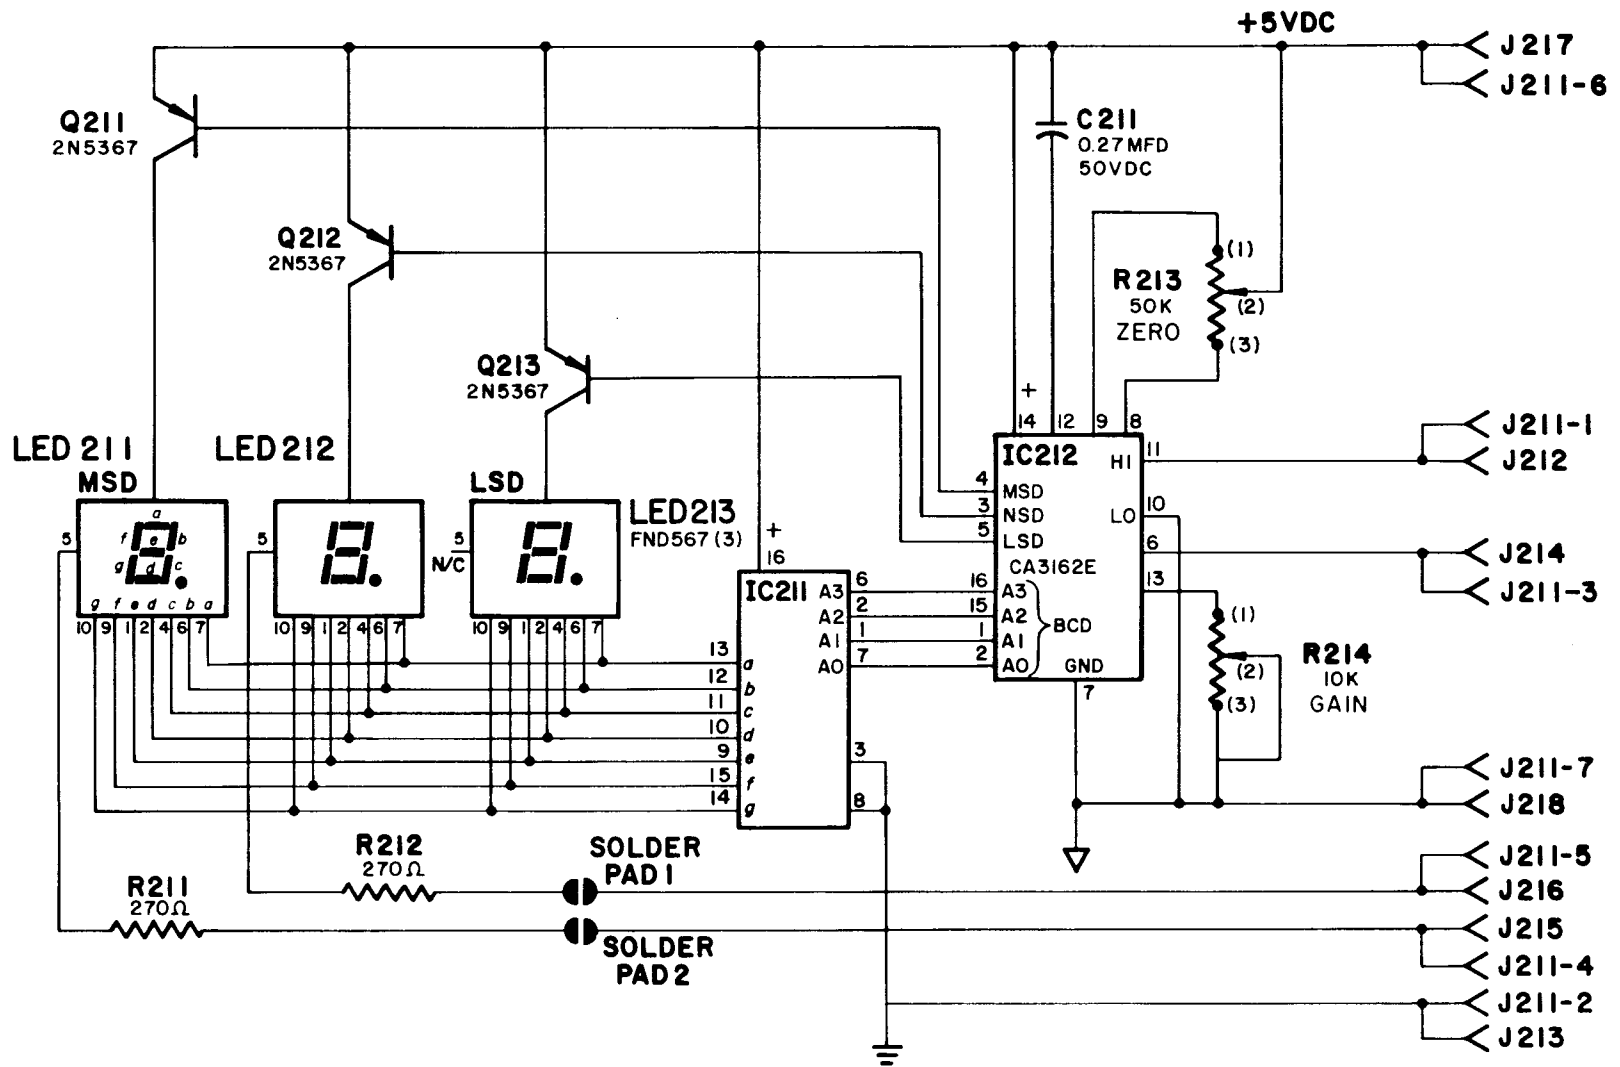 +5VDC
J217
J211-6
Q211
2N5367
C211
0.27MFD
50VDC
Q212
2N5367
(1)
R213
50K
ZERO
(2)
(3)
Q213
2N5367
+
14 12 9 8
LED 211
MSD
LED 212
LSD
LED213
FND567 (3)
IC212
HI
11
J211-1
J212
4 MSD
3 NSD
5 LSD
LO
10
6
J214
J211-3
CA3162E
13
5
a
f e b
g d c
g f e d c b a
10 9 1 2 4 6 7
5
10 9 1 2 4 6 7
5
N/C
10 9 1 2 4 6 7
+
16
IC211
A3 6 16 A3
A2 2 15 A2
A1 1 1 A1
A0 7 2 A0
BCD
GND
7
(1)
R214
10K
GAIN
(2)
(3)
13 a
12 b
11 c
10 d
9 e
15 f
14 g
3
8
J211-7
J218
R212
270Ω
SOLDER
PAD 1
J211-5
J216
R211
270Ω
SOLDER
PAD 2
J215
J211-4
J211-2
J213